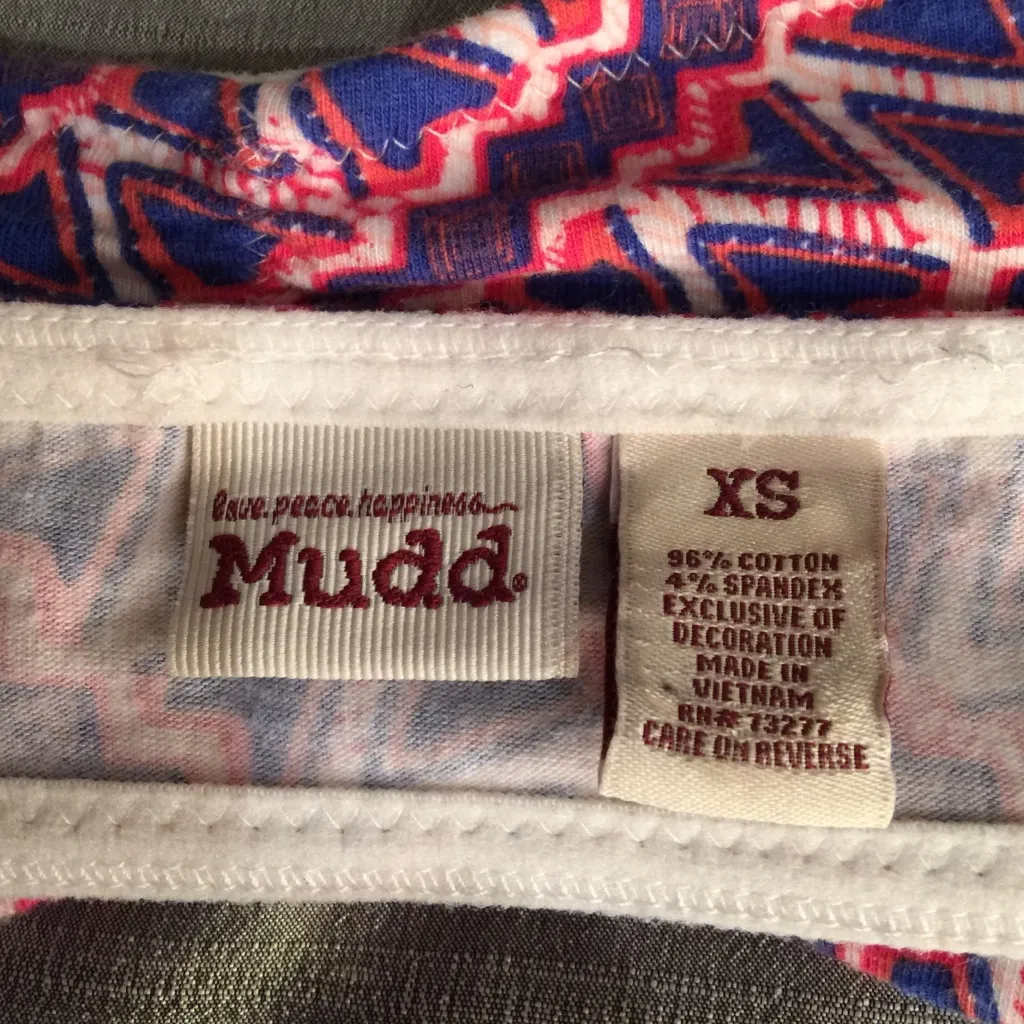 love.peace.happiness
Mudd®
XS
96% COTTON
4% SPANDEX
EXCLUSIVE OF
DECORATION
MADE IN
VIETNAM
RN# 73277
CARE ON REVERSE